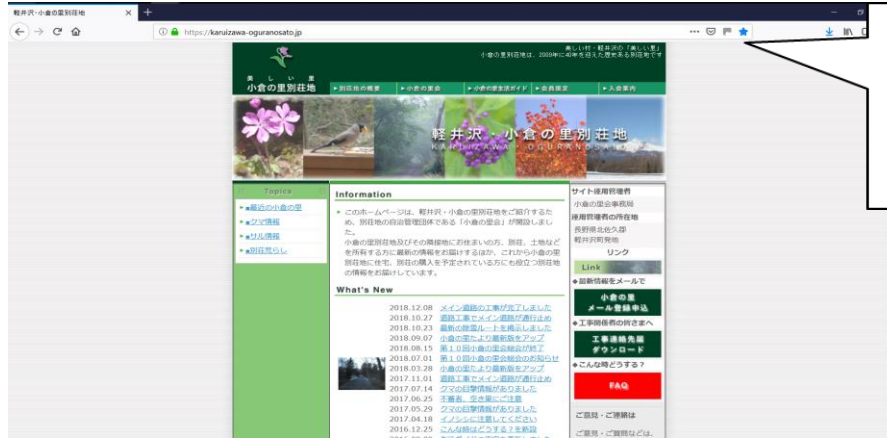 軽井沢・小倉の里別荘地
https://karuizawa-oguranosato.jp
美しい村・軽井沢の「美しい里」
小倉の里別荘地は、2009年に40年を迎えた歴史ある別荘地です
美しい里
小倉の里別荘地
▸別荘地の概要
▸小倉の里会
▸小倉の里生活ガイド
▸会員限定
▸入会案内
軽井沢・小倉の里別荘地
KARUIZAWA - OGURANOSATO
Topics
■最近の小倉の里
■クマ情報
■サル情報
■別荘荒らし
Information
このホームページは、軽井沢・小倉の里別荘地をご紹介するた
め、別荘地の自治管理団体である「小倉の里会」が開設しまし
た。
小倉の里別荘地及びその隣接地にお住まいの方、別荘、土地など
を所有する方に最新の情報をお届けするほか、これから小倉の里
別荘地に住宅、別荘の購入を予定されている方にも役立つ別荘地
の情報をお届けしています。
What's New
2018.12.08 メイン道路の工事が完了しました
2018.10.27 道路工事でメイン道路が通行止め
2018.10.23 最新の除雪ルートを掲示しました
2018.09.07 小倉の里たより最新版をアップ
2018.08.15 第10回小倉の里会総会が終了
2018.07.01 第10回小倉の里会総会のお知らせ
2018.03.28 小倉の里たより最新版をアップ
2017.11.01 道路工事でメイン道路が通行止め
2017.07.14 クマの目撃情報がありました
2017.06.25 不審者、空き巣にご注意
2017.05.29 クマの目撃情報がありました
2017.04.18 イノシシに注意してください
2016.12.25 こんな時はどうする?を新設
サイト運用管理者
小倉の里会事務局
運用管理者の所在地
長野県北佐久郡
軽井沢町発地
リンク
Link
◆最新情報をメールで
小倉の里
メール登録申込
◆工事関係者の皆さまへ
工事連絡先届
ダウンロード
◆こんな時どうする?
FAQ
ご意見・ご連絡は
ご意見・ご質問などは、